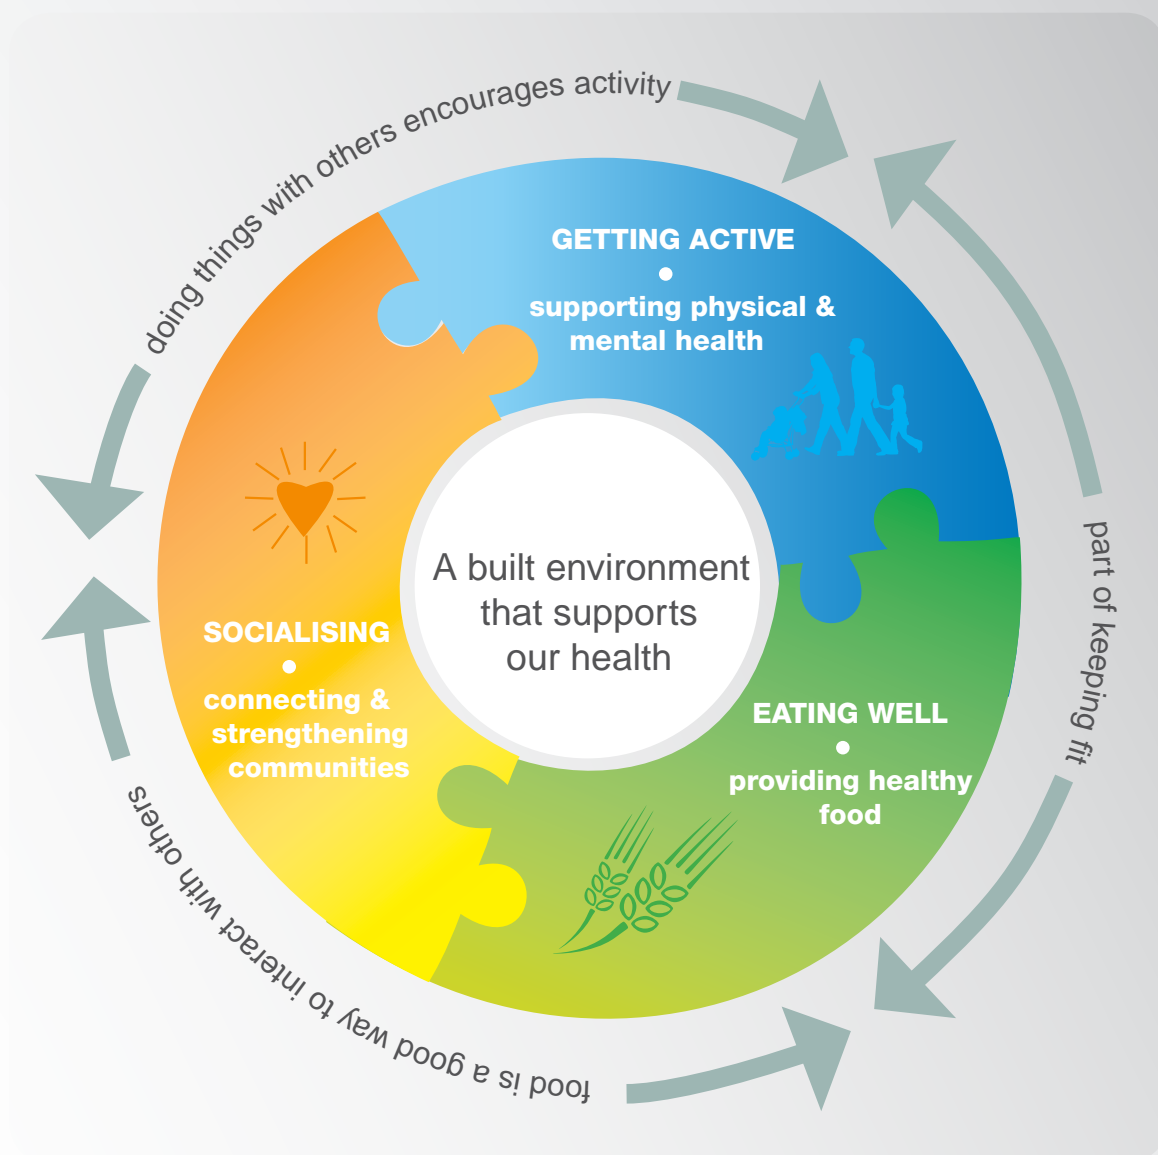 doing things with others encourages activity
GETTING ACTIVE
•
supporting physical &
mental health
A built environment
that supports
our health
part of keeping fit
SOCIALISING
•
connecting &
strengthening
communities
EATING WELL
•
providing healthy
food
food is a good way to interact with others